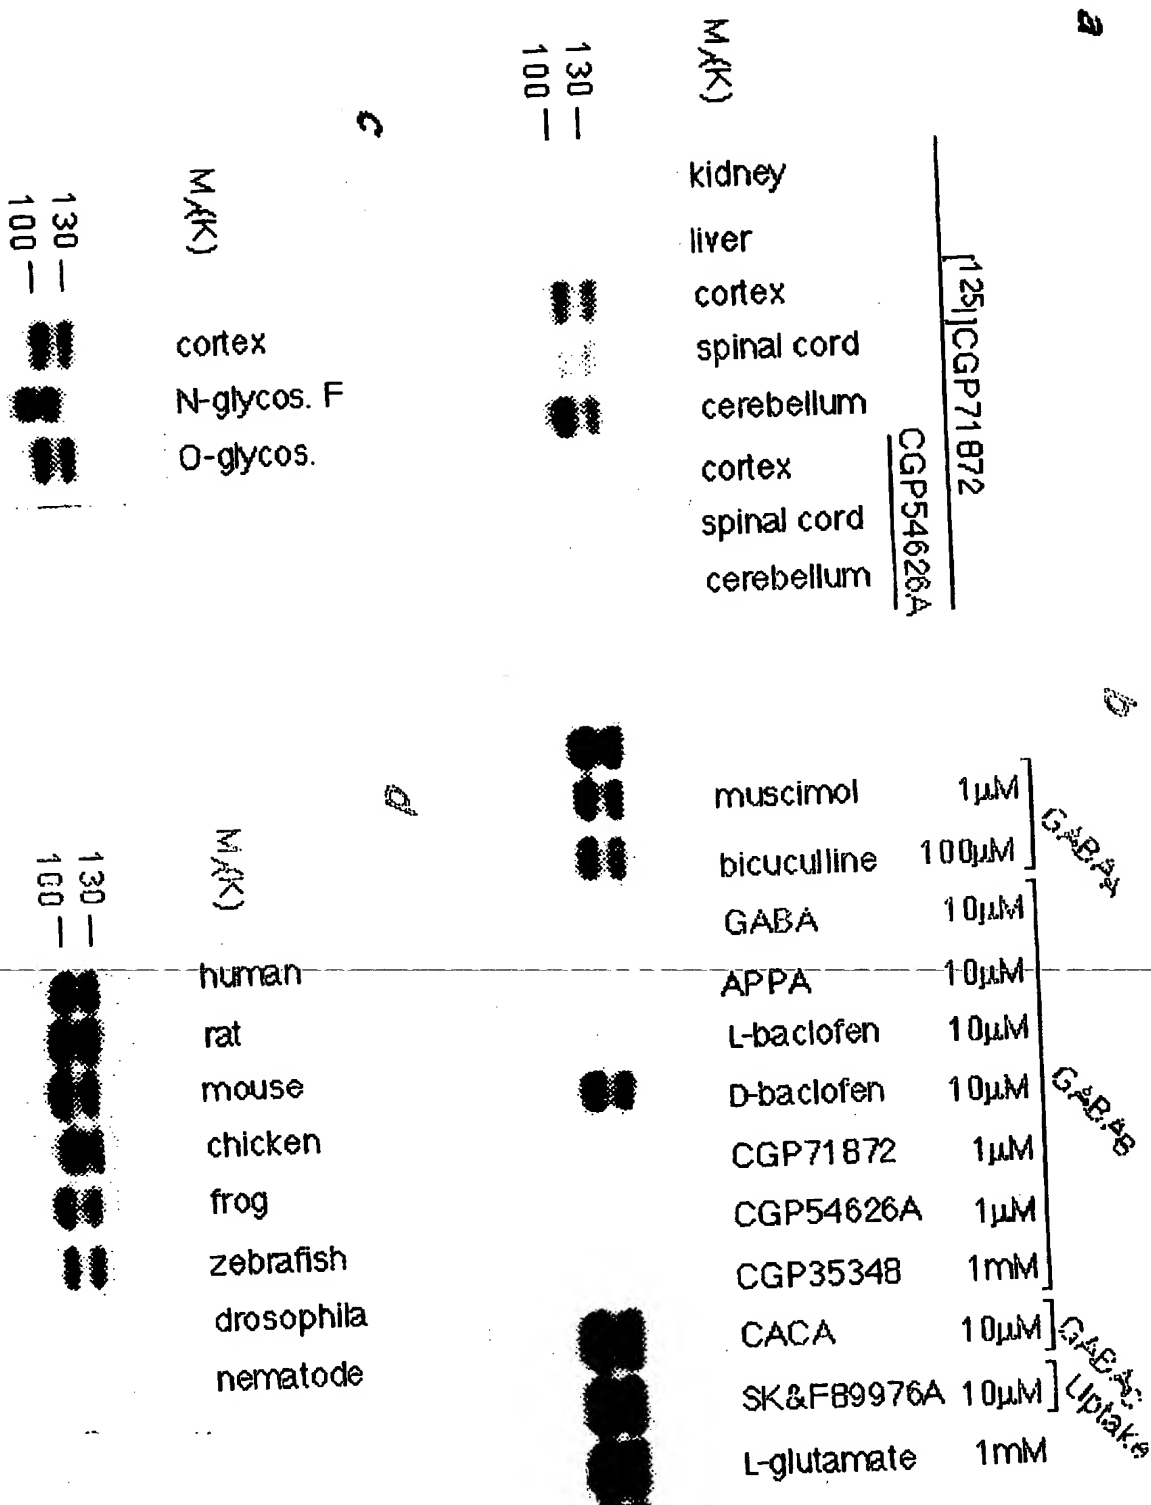 a
[125I]CGP71872
CGP54626A
Mr(K)
kidney
liver
cortex
spinal cord
cerebellum
cortex
spinal cord
cerebellum
130
100
b
GABAA
GABAB
GABAC
Uptake
muscimol 1µM
bicuculline 100µM
GABA 10µM
APPA 10µM
L-baclofen 10µM
D-baclofen 10µM
CGP71872 1µM
CGP54626A 1µM
CGP35348 1mM
CACA 10µM
SK&F89976A 10µM
L-glutamate 1mM
c
Mr(K)
cortex
N-glycos. F
O-glycos.
130
100
d
Mr(K)
human
rat
mouse
chicken
frog
zebrafish
drosophila
nematode
130
100